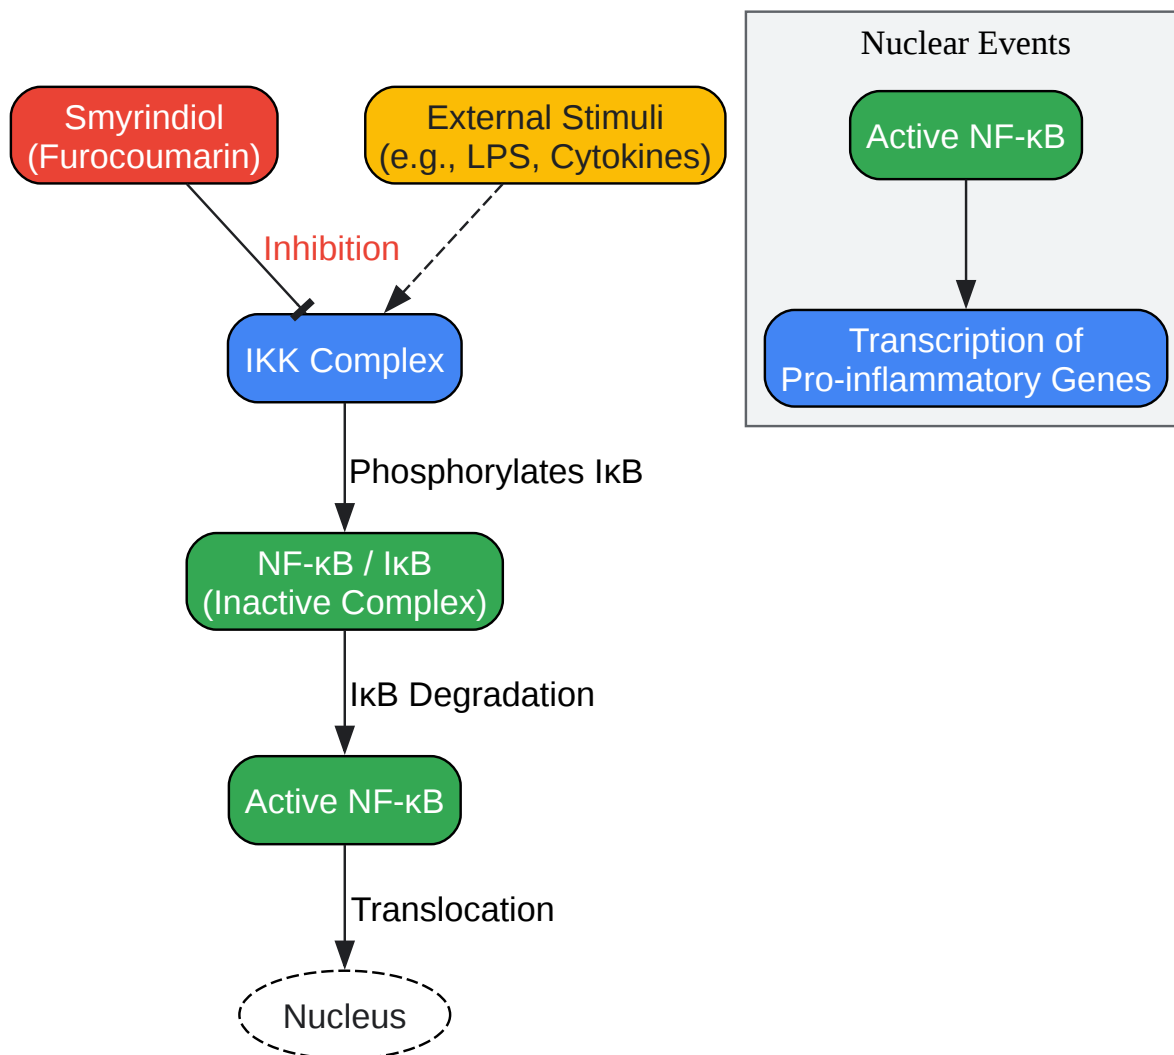 Nuclear Events
Smyrindiol
(Furocoumarin)
External Stimuli
(e.g., LPS, Cytokines)
Active NF-κB
Inhibition
IKK Complex
Transcription of
Pro-inflammatory Genes
Phosphorylates IκB
NF-κB / IκB
(Inactive Complex)
IκB Degradation
Active NF-κB
Translocation
Nucleus